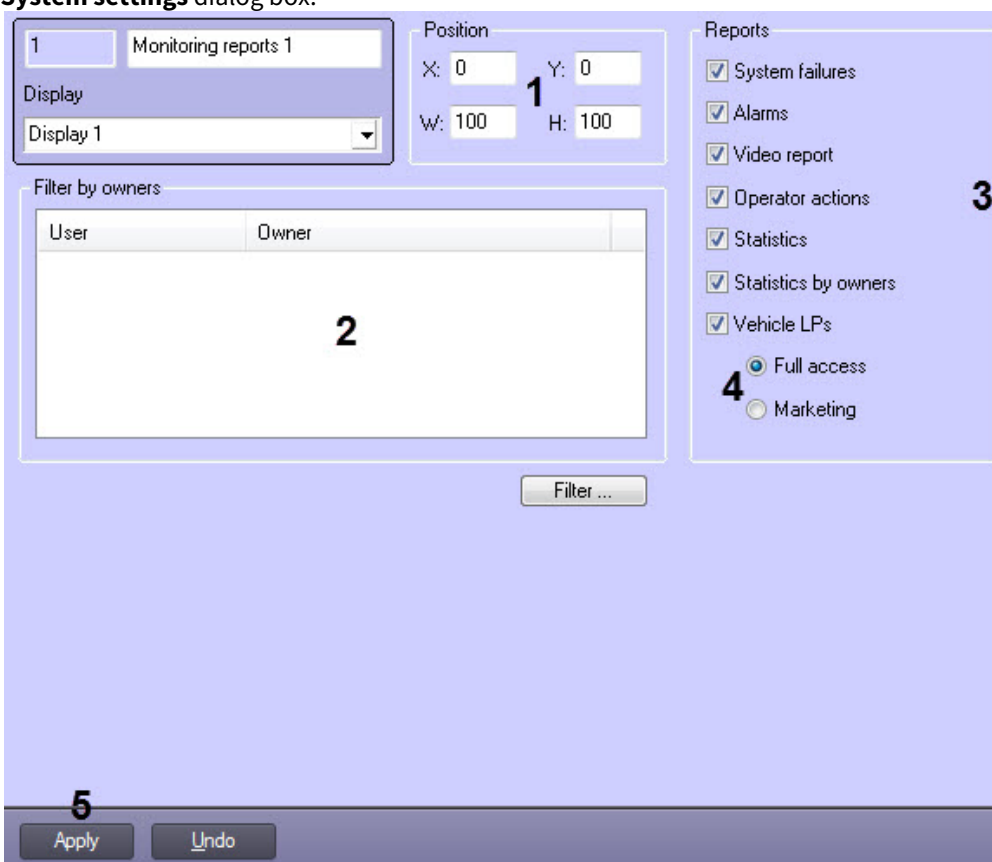 System settings dialog box.
1 Monitoring reports 1
Display
Display 1
Position
X: 0 Y: 0
1
W: 100 H: 100
Filter by owners
User Owner
2
Filter ...
Reports
System failures
Alarms
Video report
Operator actions
3
Statistics
Statistics by owners
Vehicle LPs
Full access
4
Marketing
5
Apply Undo